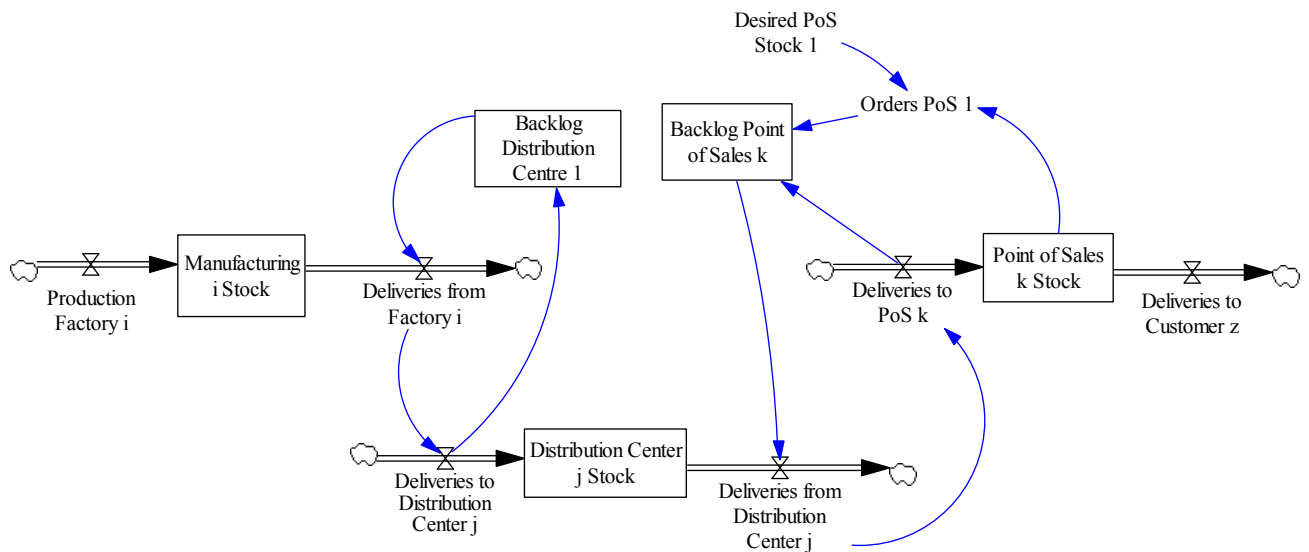 Desired PoS
Stock 1
Orders PoS 1
Backlog
Distribution
Centre 1
Backlog Point
of Sales k
Manufacturing
i Stock
Point of Sales
k Stock
Production
Factory i
Deliveries from
Factory i
Deliveries to
PoS k
Deliveries to
Customer z
Distribution Center
j Stock
Deliveries to
Distribution
Center j
Deliveries from
Distribution
Center j